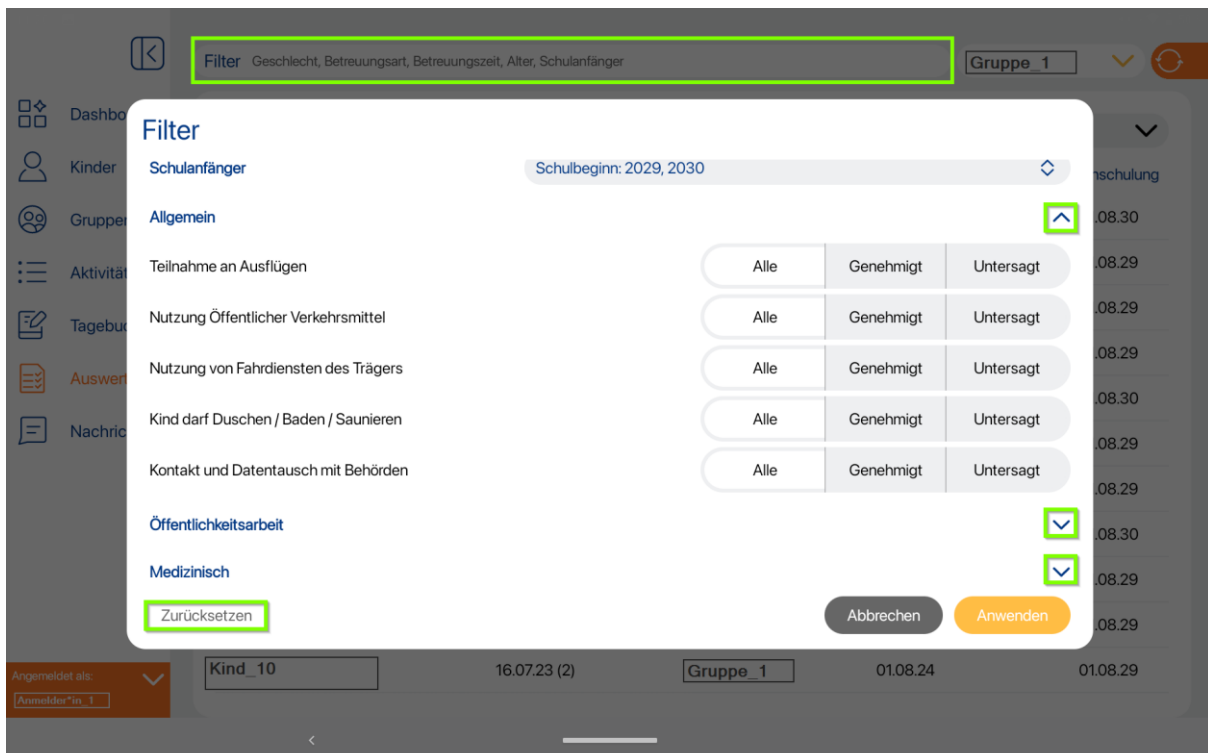 Filter Geschlecht, Betreuungsart, Betreuungszeit, Alter, Schulanfänger
Gruppe_1
Dashbo
Kinder
Gruppen
Aktivität
Tagebuc
Auswert
Nachric
Filter
Schulanfänger Schulbeginn: 2029, 2030
nschulung
Allgemein
.08.30
Teilnahme an Ausflügen Alle Genehmigt Untersagt
.08.29
Nutzung Öffentlicher Verkehrsmittel Alle Genehmigt Untersagt
.08.29
Nutzung von Fahrdiensten des Trägers Alle Genehmigt Untersagt
.08.29
Kind darf Duschen / Baden / Saunieren Alle Genehmigt Untersagt
.08.30
Kontakt und Datentausch mit Behörden Alle Genehmigt Untersagt
.08.29
.08.29
Öffentlichkeitsarbeit
.08.30
Medizinisch
.08.29
Zurücksetzen Abbrechen Anwenden
.08.29
Kind_10 16.07.23 (2) Gruppe_1 01.08.24 01.08.29
Angemeldet als:
Anmelder*in_1